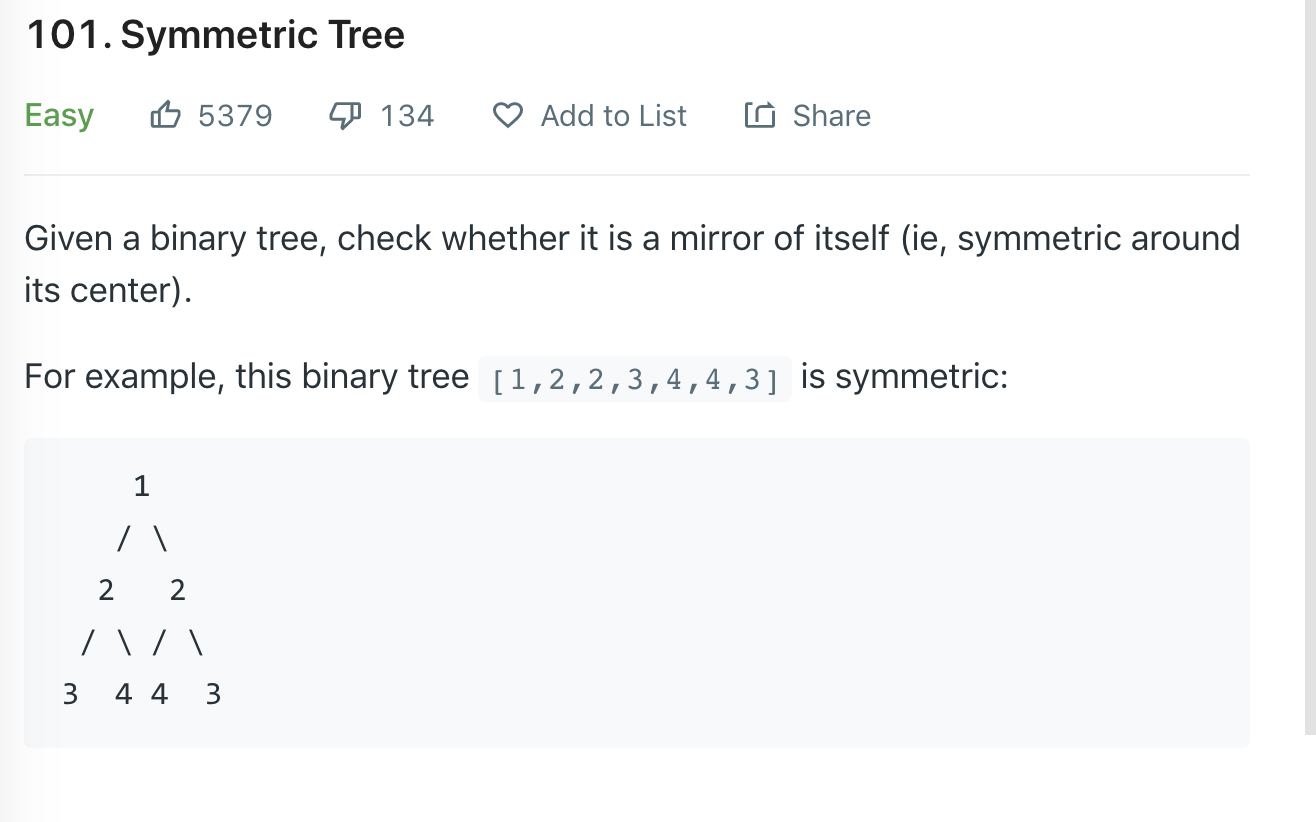 101. Symmetric Tree
Easy 5379 134 Add to List Share
Given a binary tree, check whether it is a mirror of itself (ie, symmetric around
its center).
For example, this binary tree [1,2,2,3,4,4,3] is symmetric:
    1
   / \
  2   2
 / \ / \
3  4 4  3